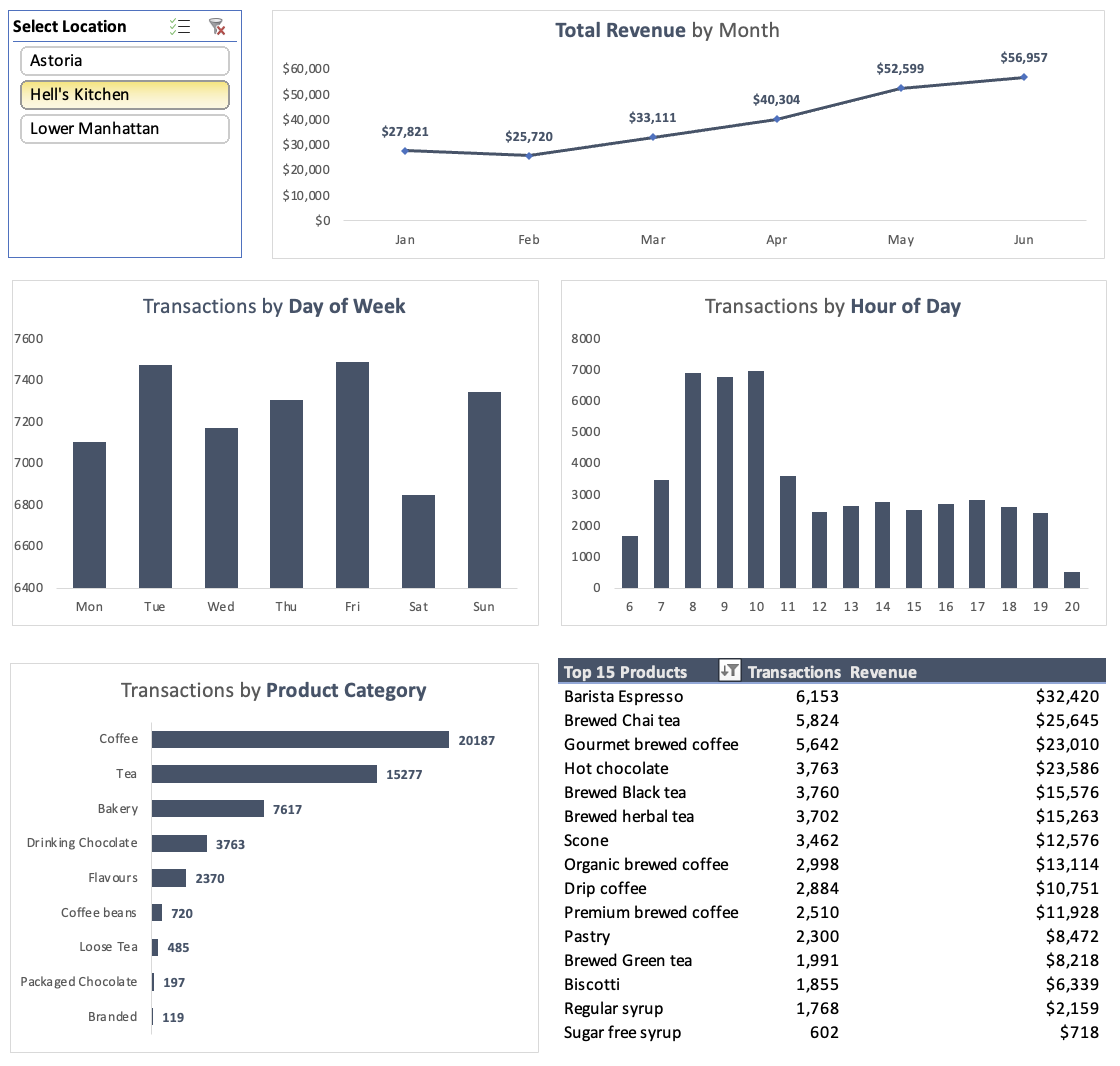 Select Location
Astoria
Hell's Kitchen
Lower Manhattan
Total Revenue by Month
$60,000
$50,000
$40,000
$30,000
$20,000
$10,000
$0
$27,821
$25,720
$33,111
$40,304
$52,599
$56,957
Jan Feb Mar Apr May Jun
Transactions by Day of Week
7600
7400
7200
7000
6800
6600
6400
Mon Tue Wed Thu Fri Sat Sun
Transactions by Hour of Day
8000
7000
6000
5000
4000
3000
2000
1000
0
6 7 8 9 10 11 12 13 14 15 16 17 18 19 20
Transactions by Product Category
Coffee 20187
Tea 15277
Bakery 7617
Drinking Chocolate 3763
Flavours 2370
Coffee beans 720
Loose Tea 485
Packaged Chocolate 197
Branded 119
Top 15 Products Transactions Revenue
Barista Espresso 6,153 $32,420
Brewed Chai tea 5,824 $25,645
Gourmet brewed coffee 5,642 $23,010
Hot chocolate 3,763 $23,586
Brewed Black tea 3,760 $15,576
Brewed herbal tea 3,702 $15,263
Scone 3,462 $12,576
Organic brewed coffee 2,998 $13,114
Drip coffee 2,884 $10,751
Premium brewed coffee 2,510 $11,928
Pastry 2,300 $8,472
Brewed Green tea 1,991 $8,218
Biscotti 1,855 $6,339
Regular syrup 1,768 $2,159
Sugar free syrup 602 $718